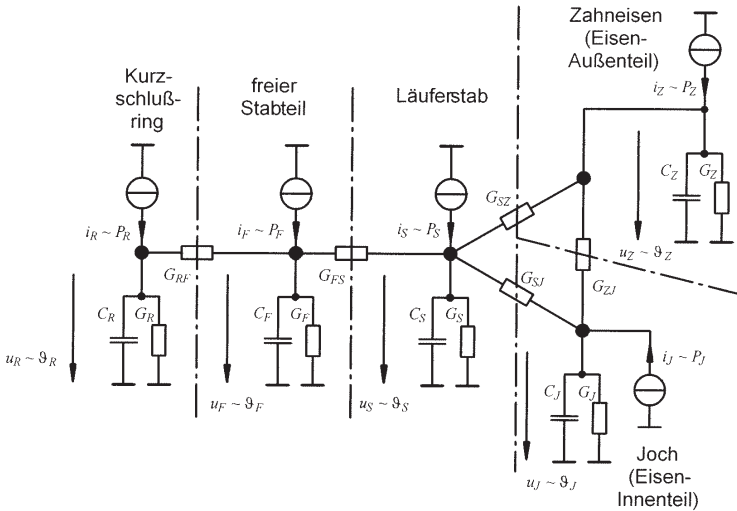 Kurz-
schlußring
freier
Stabteil
Läuferstab
Zahneisen
(Eisen-
Außenteil)
i_R ~ P_R
i_F ~ P_F
i_S ~ P_S
i_Z ~ P_Z
G_RF
G_FS
G_SZ
G_SJ
G_ZJ
C_R
G_R
C_F
G_F
C_S
G_S
C_Z
G_Z
C_J
G_J
u_R ~ ϑ_R
u_F ~ ϑ_F
u_S ~ ϑ_S
u_Z ~ ϑ_Z
u_J ~ ϑ_J
i_J ~ P_J
Joch
(Eisen-
Innenteil)